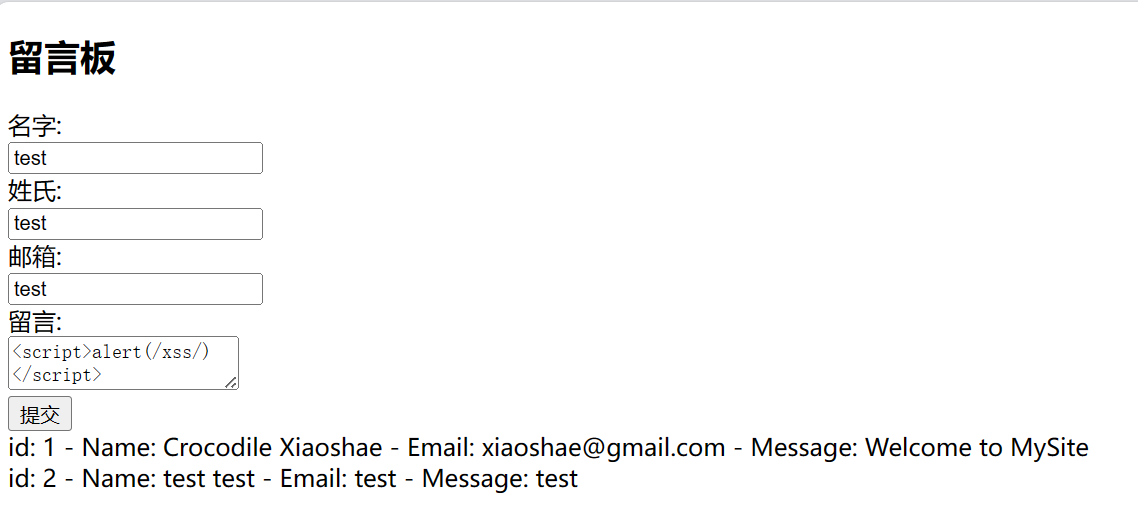 留言板
名字:
test
姓氏:
test
邮箱:
test
留言:
<script>alert(/xss/)
</script>
提交
id: 1 - Name: Crocodile Xiaoshae - Email: xiaoshae@gmail.com - Message: Welcome to MySite
id: 2 - Name: test test - Email: test - Message: test